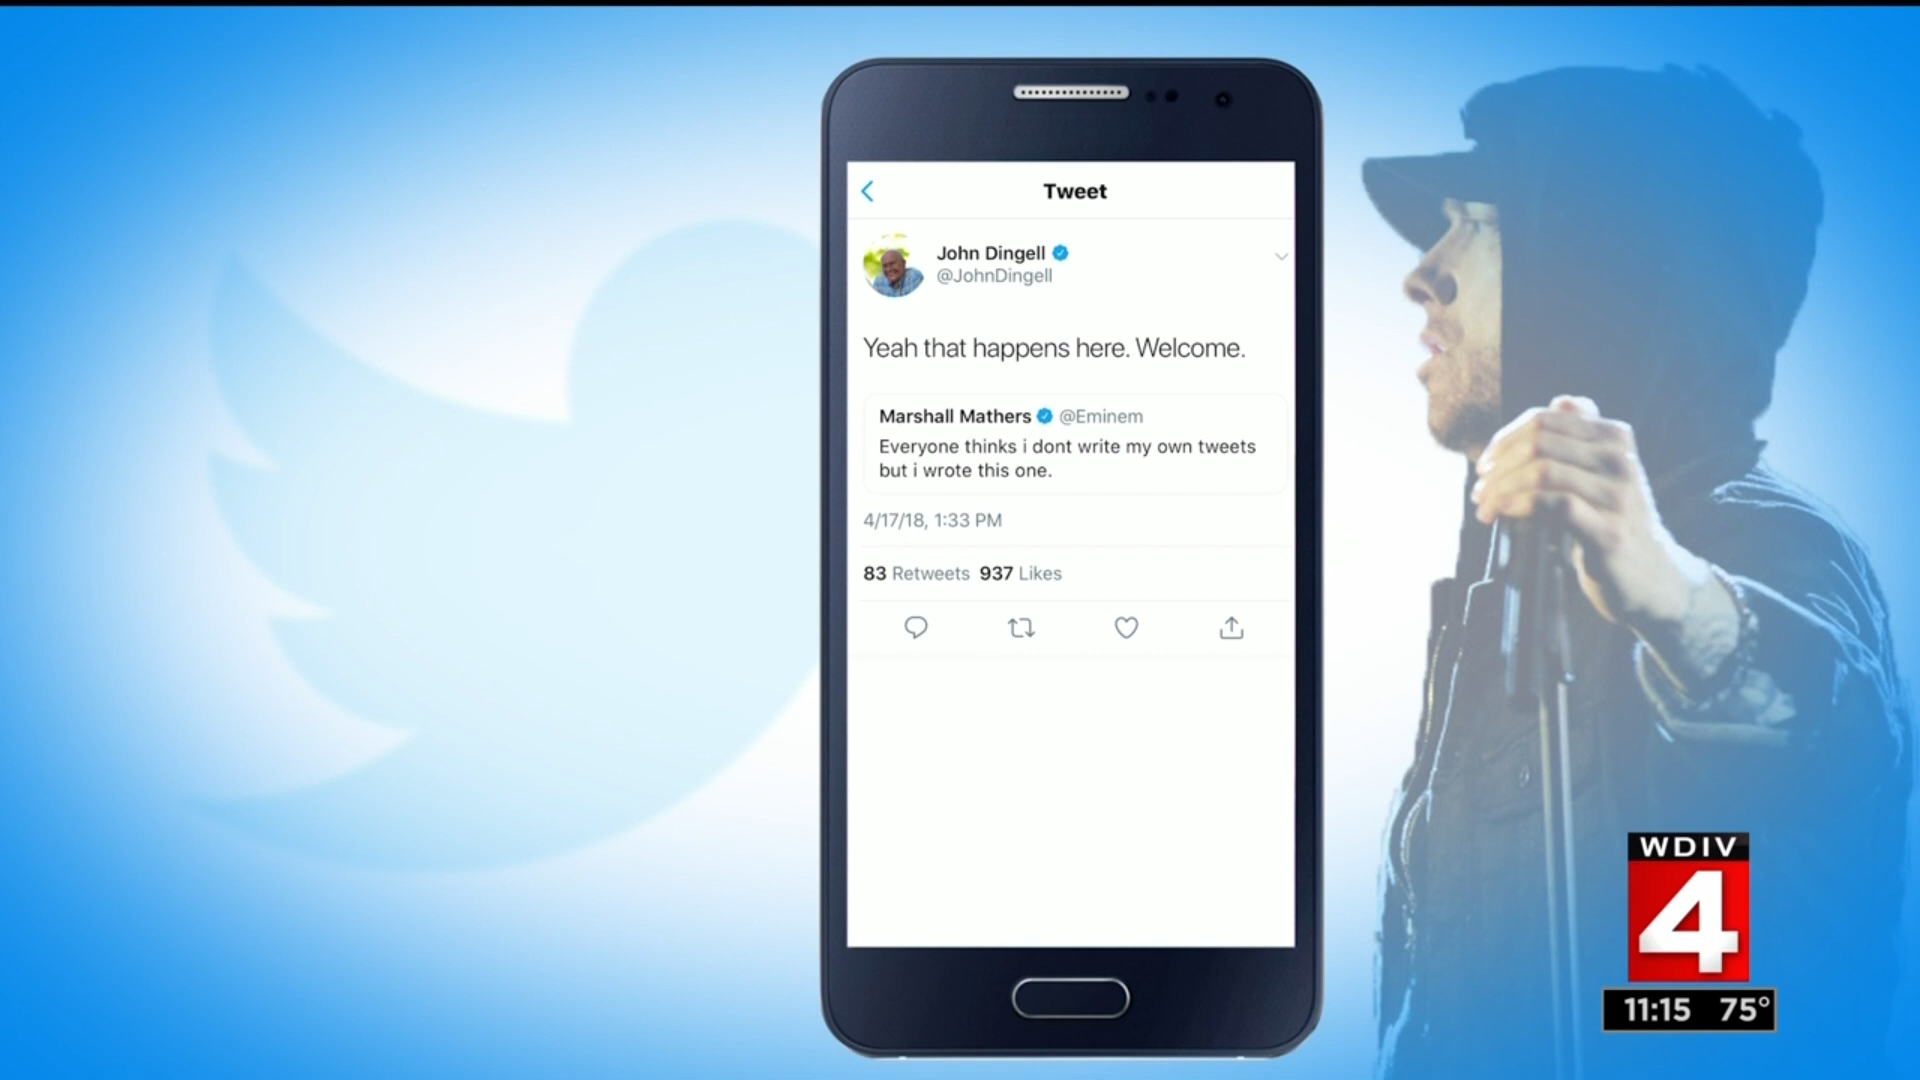 Tweet
John Dingell
@JohnDingell
Yeah that happens here. Welcome.
Marshall Mathers @Eminem
Everyone thinks i dont write my own tweets
but i wrote this one.
4/17/18, 1:33 PM
83 Retweets 937 Likes
WDIV
4
11:15 75°